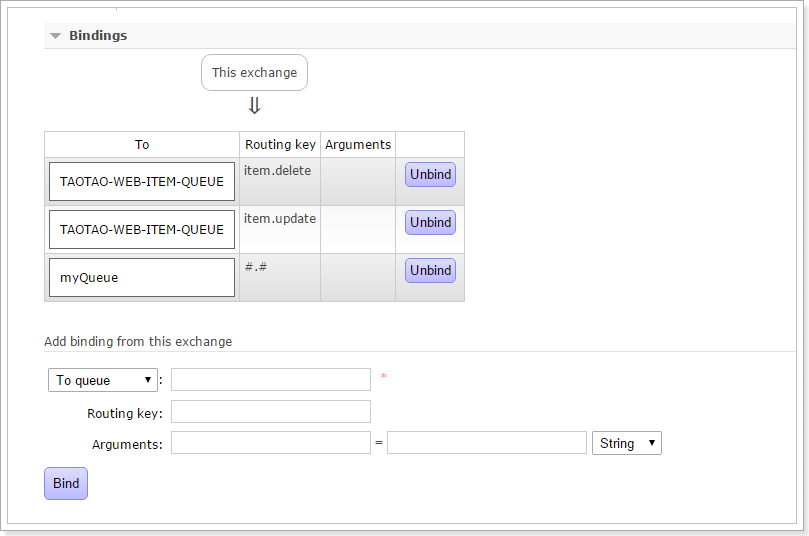 Bindings
This exchange
⇓
To Routing key Arguments
TAOTAO-WEB-ITEM-QUEUE item.delete Unbind
TAOTAO-WEB-ITEM-QUEUE item.update Unbind
myQueue #.# Unbind
Add binding from this exchange
To queue : *
Routing key:
Arguments: = String
Bind